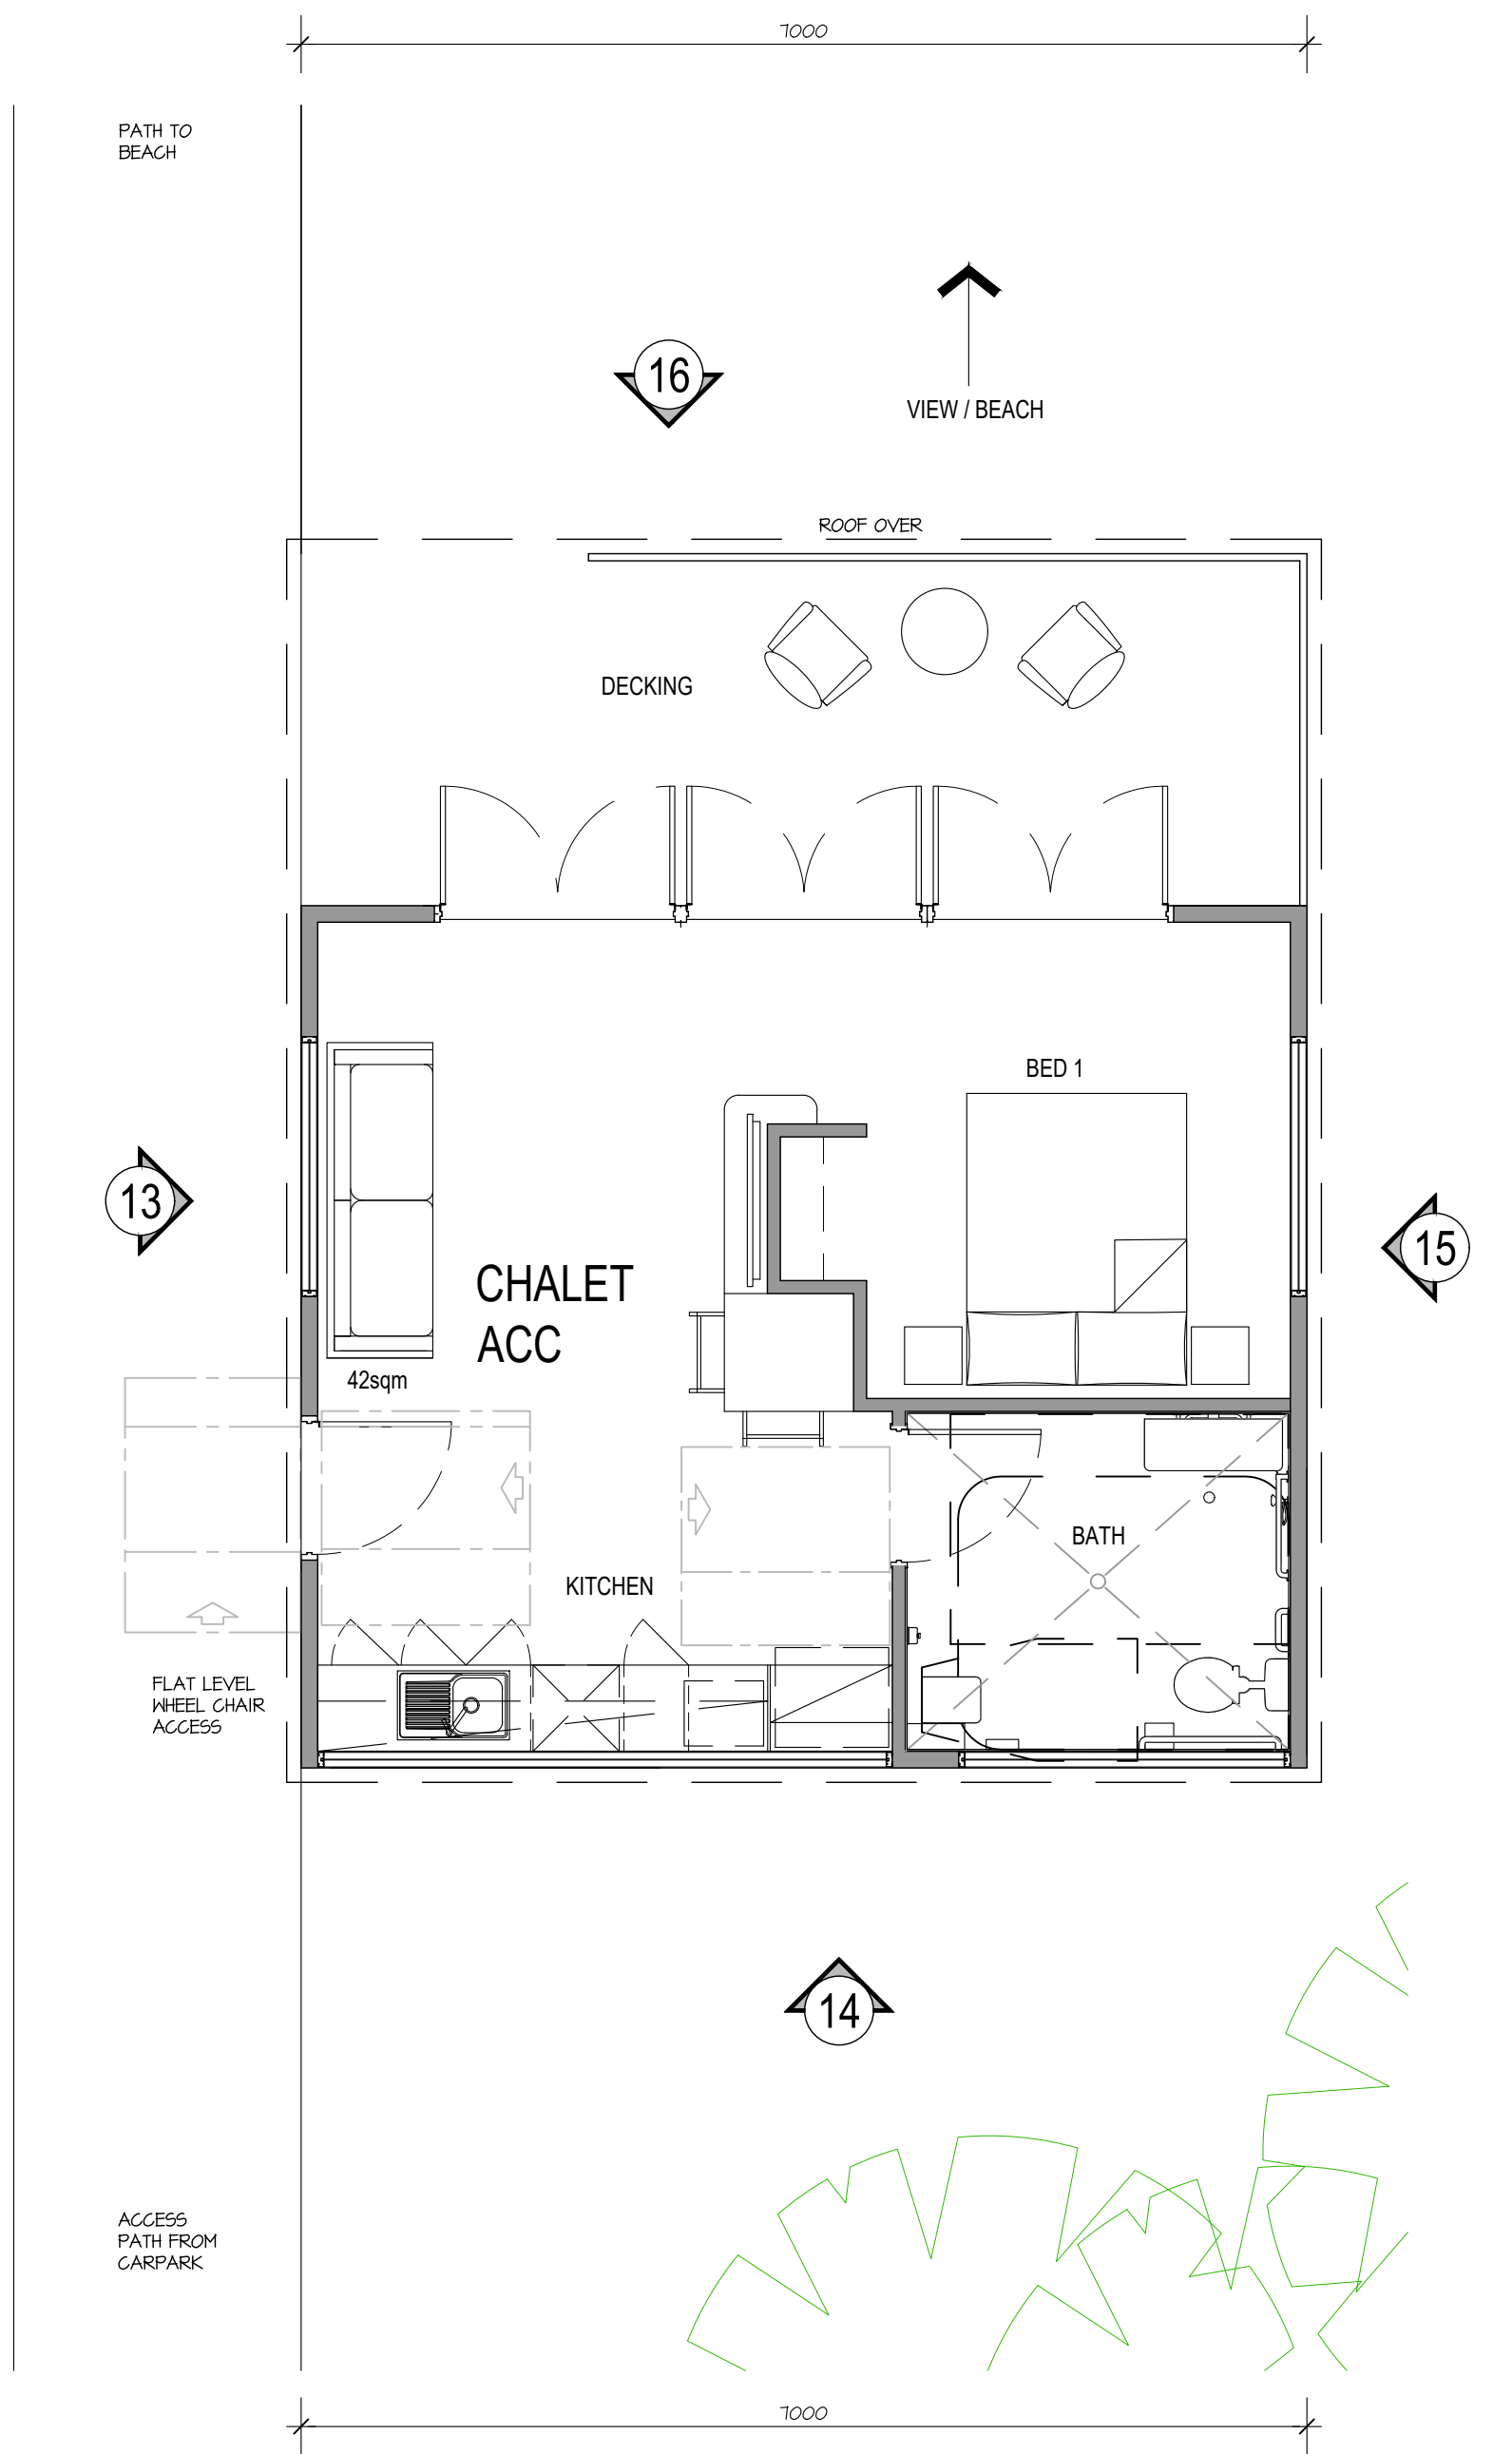 7000
PATH TO
BEACH
16
VIEW / BEACH
ROOF OVER
DECKING
BED 1
13
15
CHALET
ACC
42sqm
BATH
KITCHEN
FLAT LEVEL
WHEEL CHAIR
ACCESS
14
ACCESS
PATH FROM
CARPARK
7000